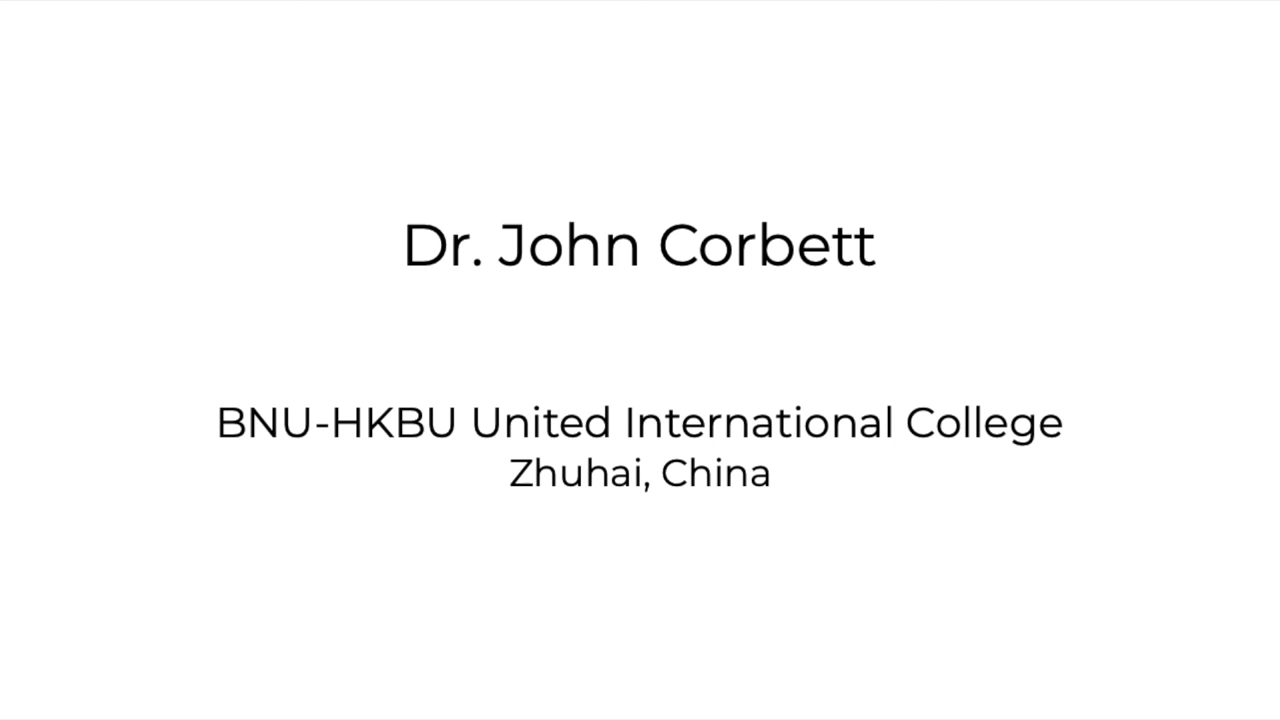 Dr. John Corbett
BNU-HKBU United International College
Zhuhai, China